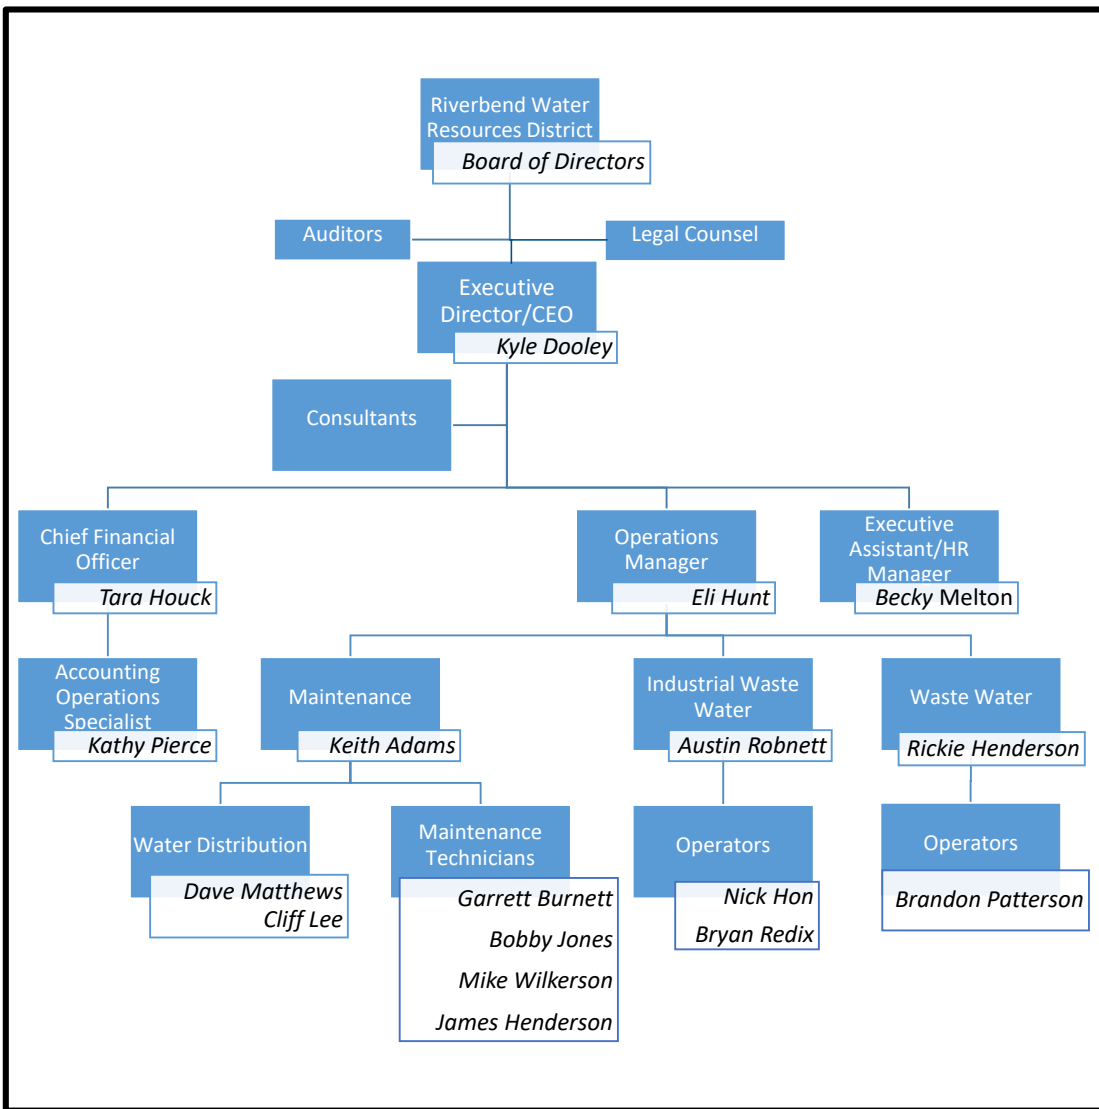 Riverbend Water
Resources District
Board of Directors
Auditors
Legal Counsel
Executive
Director/CEO
Kyle Dooley
Consultants
Chief Financial
Officer
Tara Houck
Operations
Manager
Eli Hunt
Executive
Assistant/HR
Manager
Becky Melton
Accounting
Operations
Specialist
Kathy Pierce
Maintenance
Keith Adams
Industrial Waste
Water
Austin Robnett
Waste Water
Rickie Henderson
Water Distribution
Dave Matthews
Cliff Lee
Maintenance
Technicians
Garrett Burnett
Bobby Jones
Mike Wilkerson
James Henderson
Operators
Nick Hon
Bryan Redix
Operators
Brandon Patterson